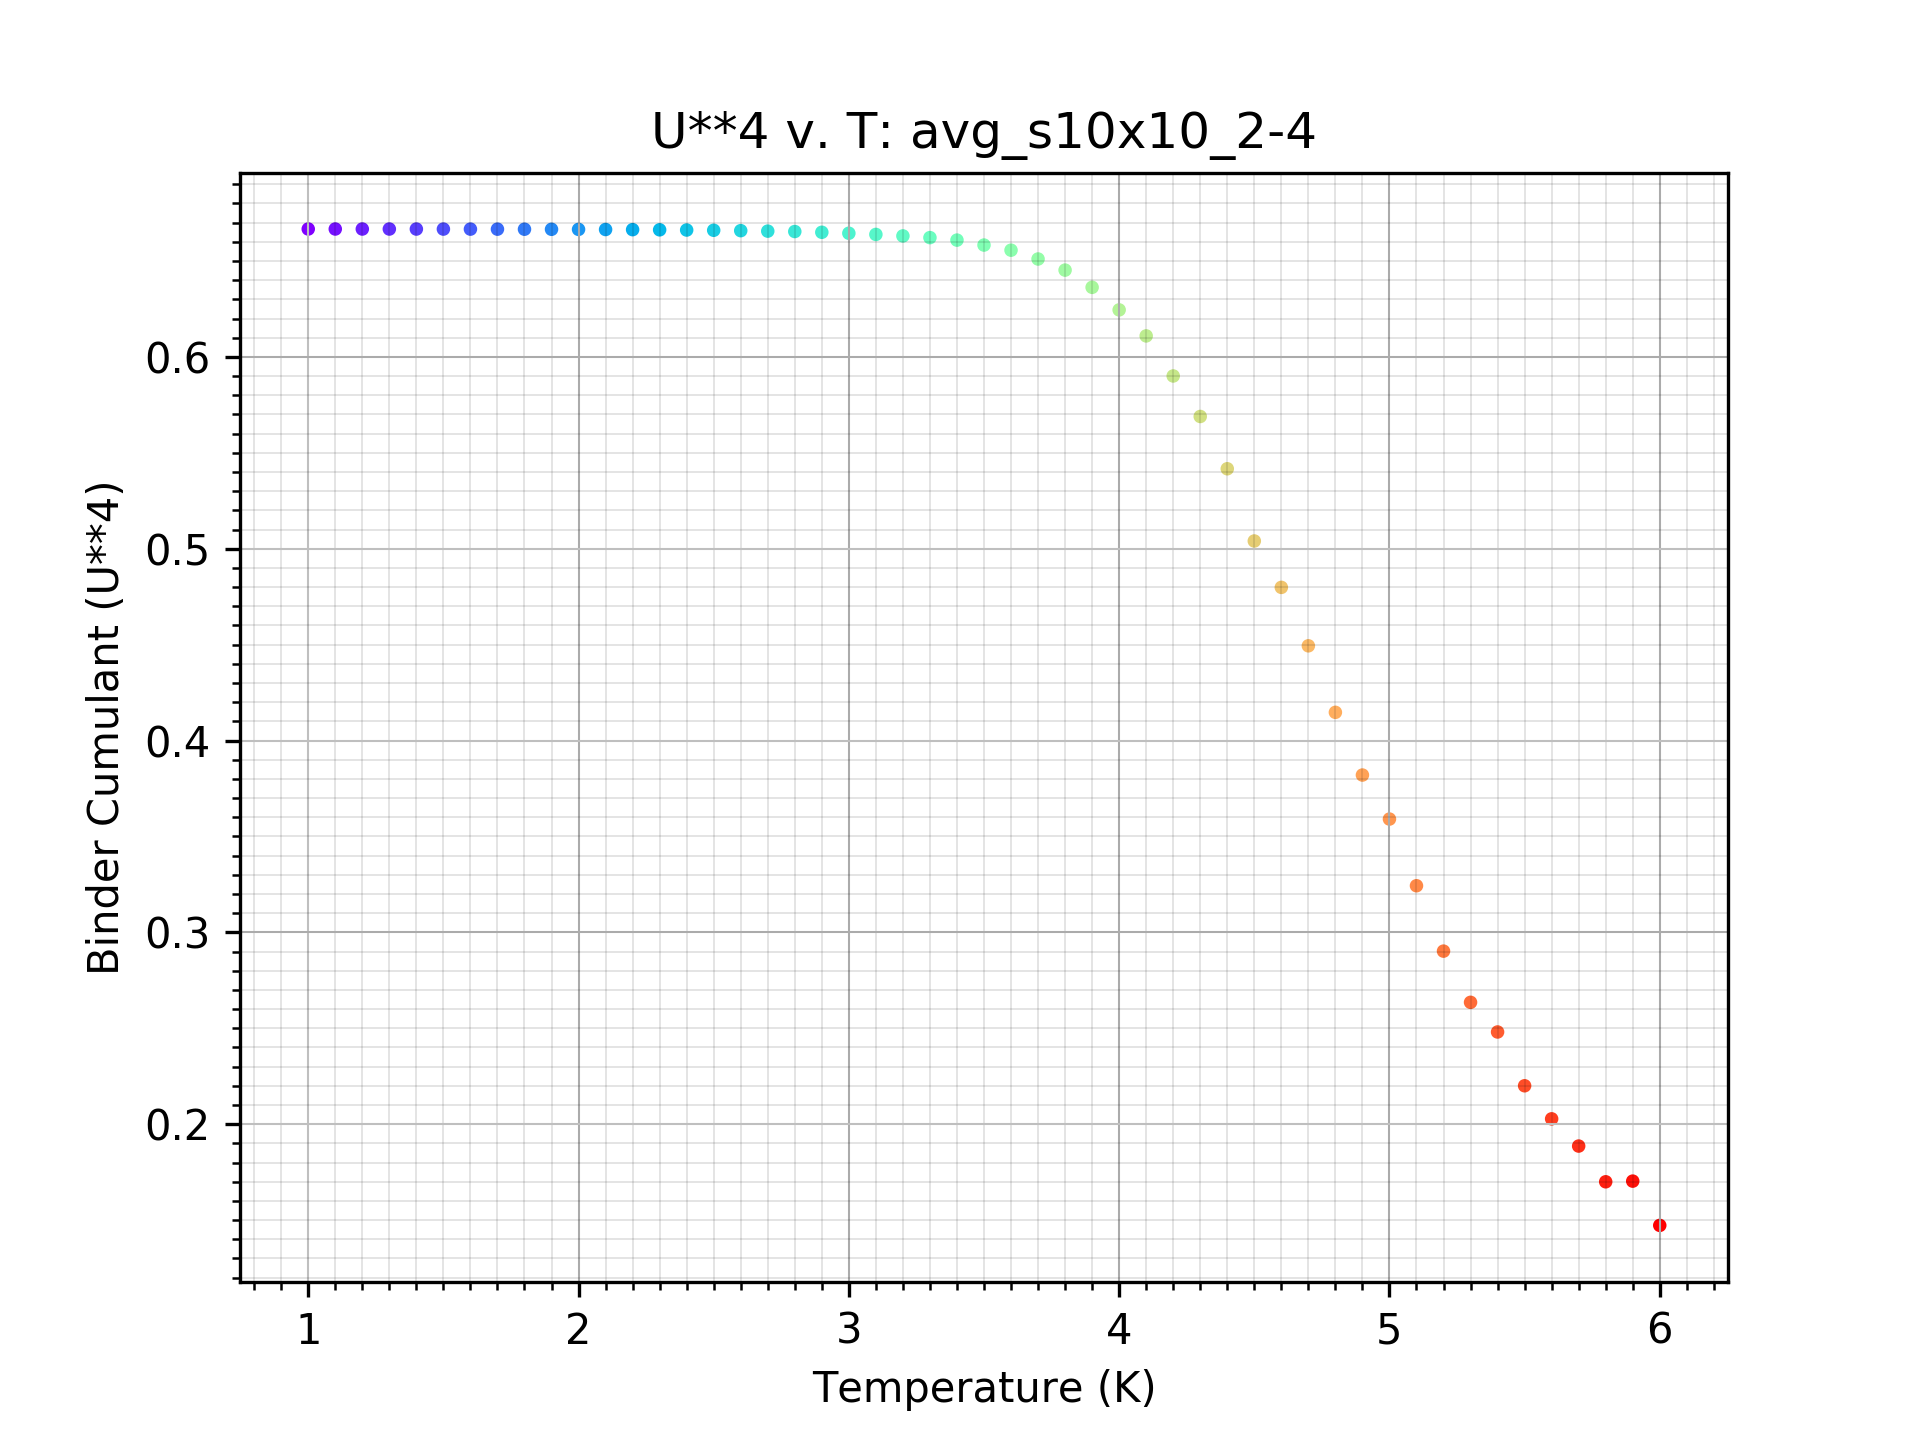 U**4 v. T: avg_s10x10_2-4
Binder Cumulant (U**4)
0.6
0.5
0.4
0.3
0.2
1 2 3 4 5 6
Temperature (K)